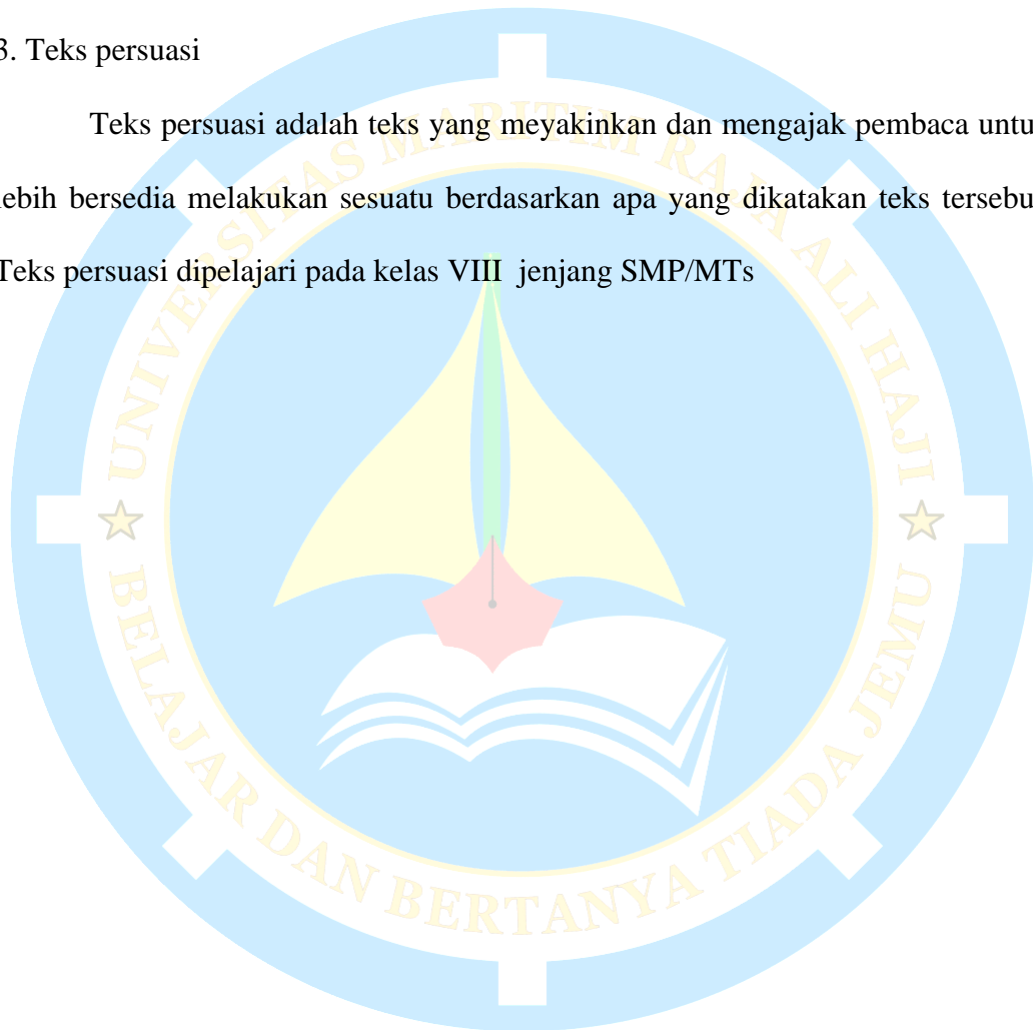 3. Teks persuasi
Teks persuasi adalah teks yang meyakinkan dan mengajak pembaca untu
lebih bersedia melakukan sesuatu berdasarkan apa yang dikatakan teks tersebu
Teks persuasi dipelajari pada kelas VIII jenjang SMP/MTs
UNIVERSITAS MARITIM RAJA ALI HAJI
BELAJAR DAN BERTANYA TIADA JEMU